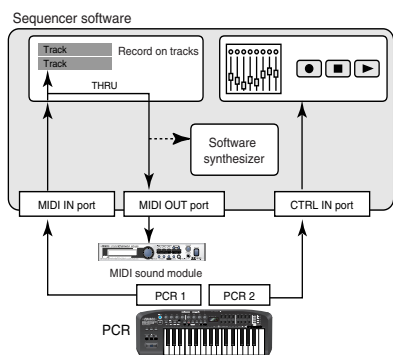 Sequencer software
Track
Track
Record on tracks
THRU
Software
synthesizer
MIDI IN port
MIDI OUT port
CTRL IN port
MIDI sound module
PCR 1
PCR 2
PCR